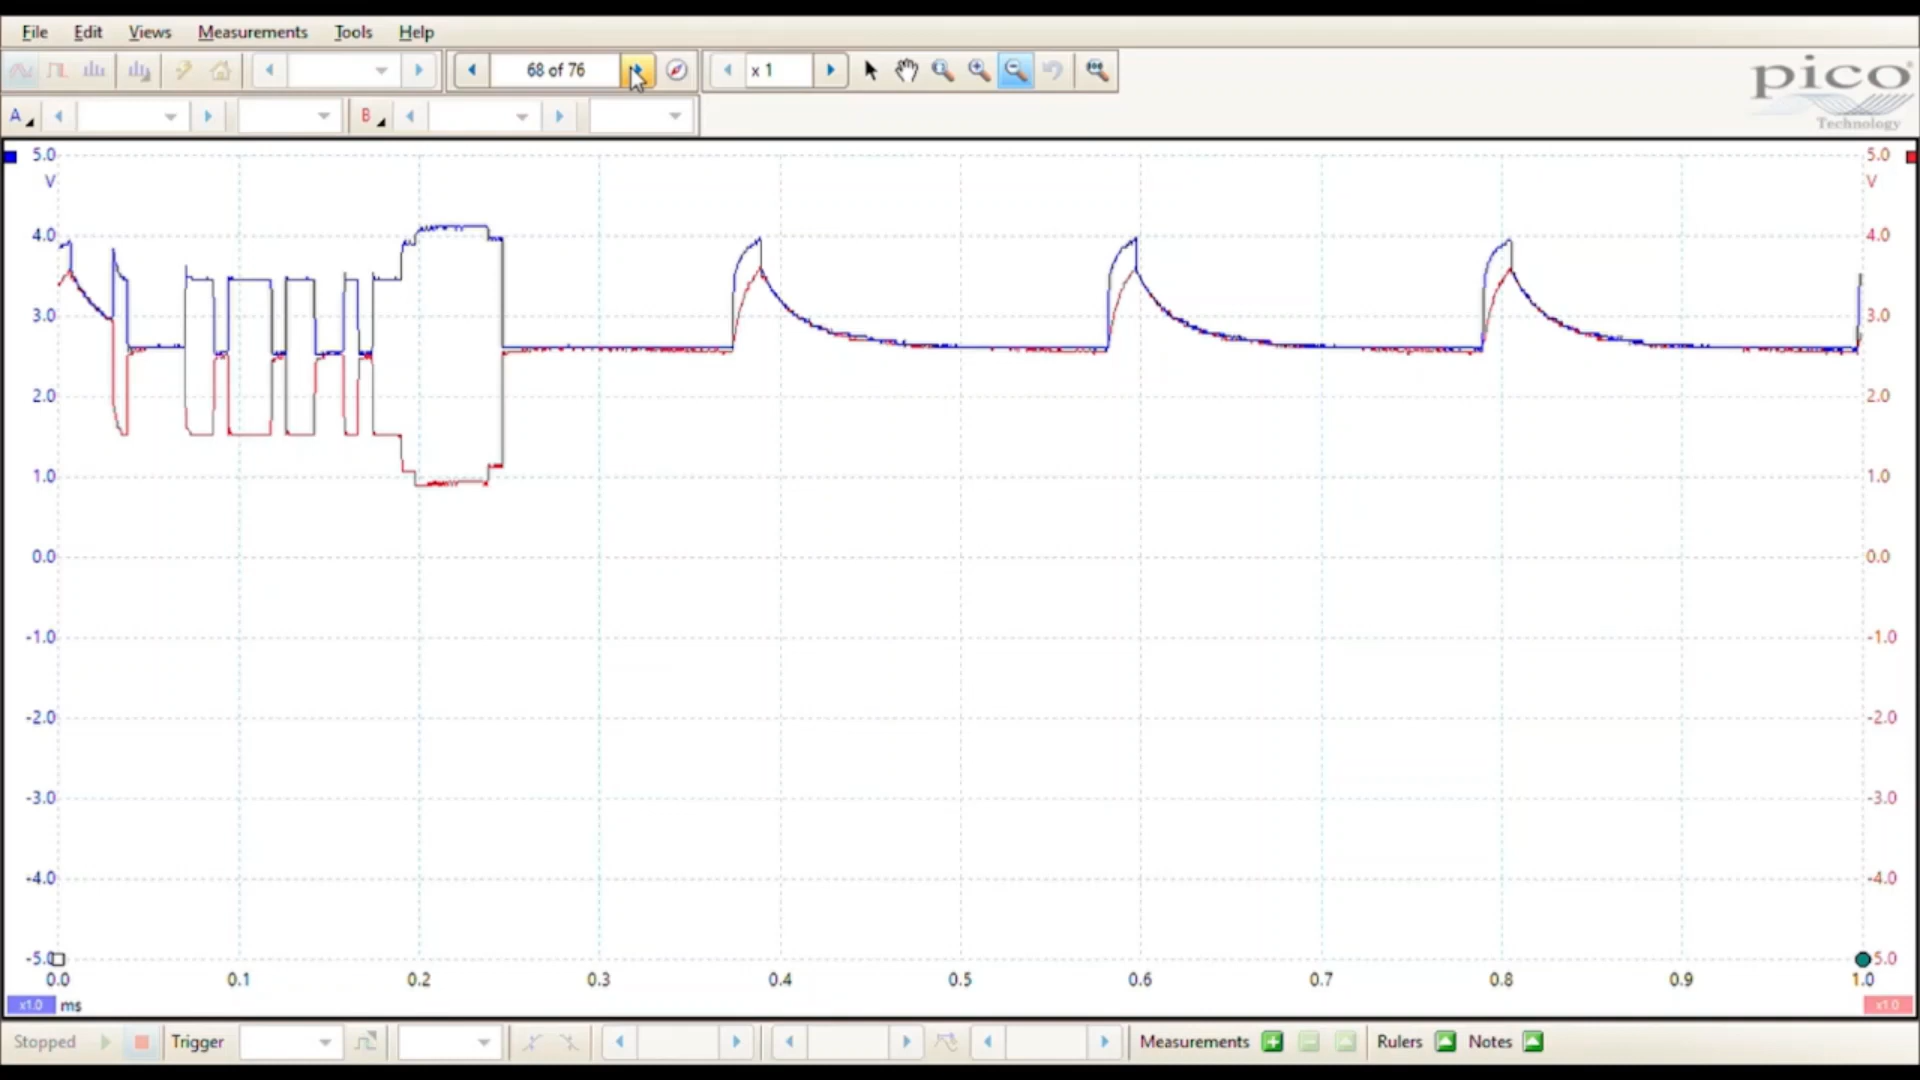 File Edit Views Measurements Tools Help
68 of 76 x 1
pico
Technology
A B
5.0 5.0
V V
4.0 4.0
3.0 3.0
2.0 2.0
1.0 1.0
0.0 0.0
-1.0 -1.0
-2.0 -2.0
-3.0 -3.0
-4.0 -4.0
-5.0 5.0
0.0 0.1 0.2 0.3 0.4 0.5 0.6 0.7 0.8 0.9 1.0
x1.0 ms x1.0
Stopped Trigger Measurements Rulers Notes